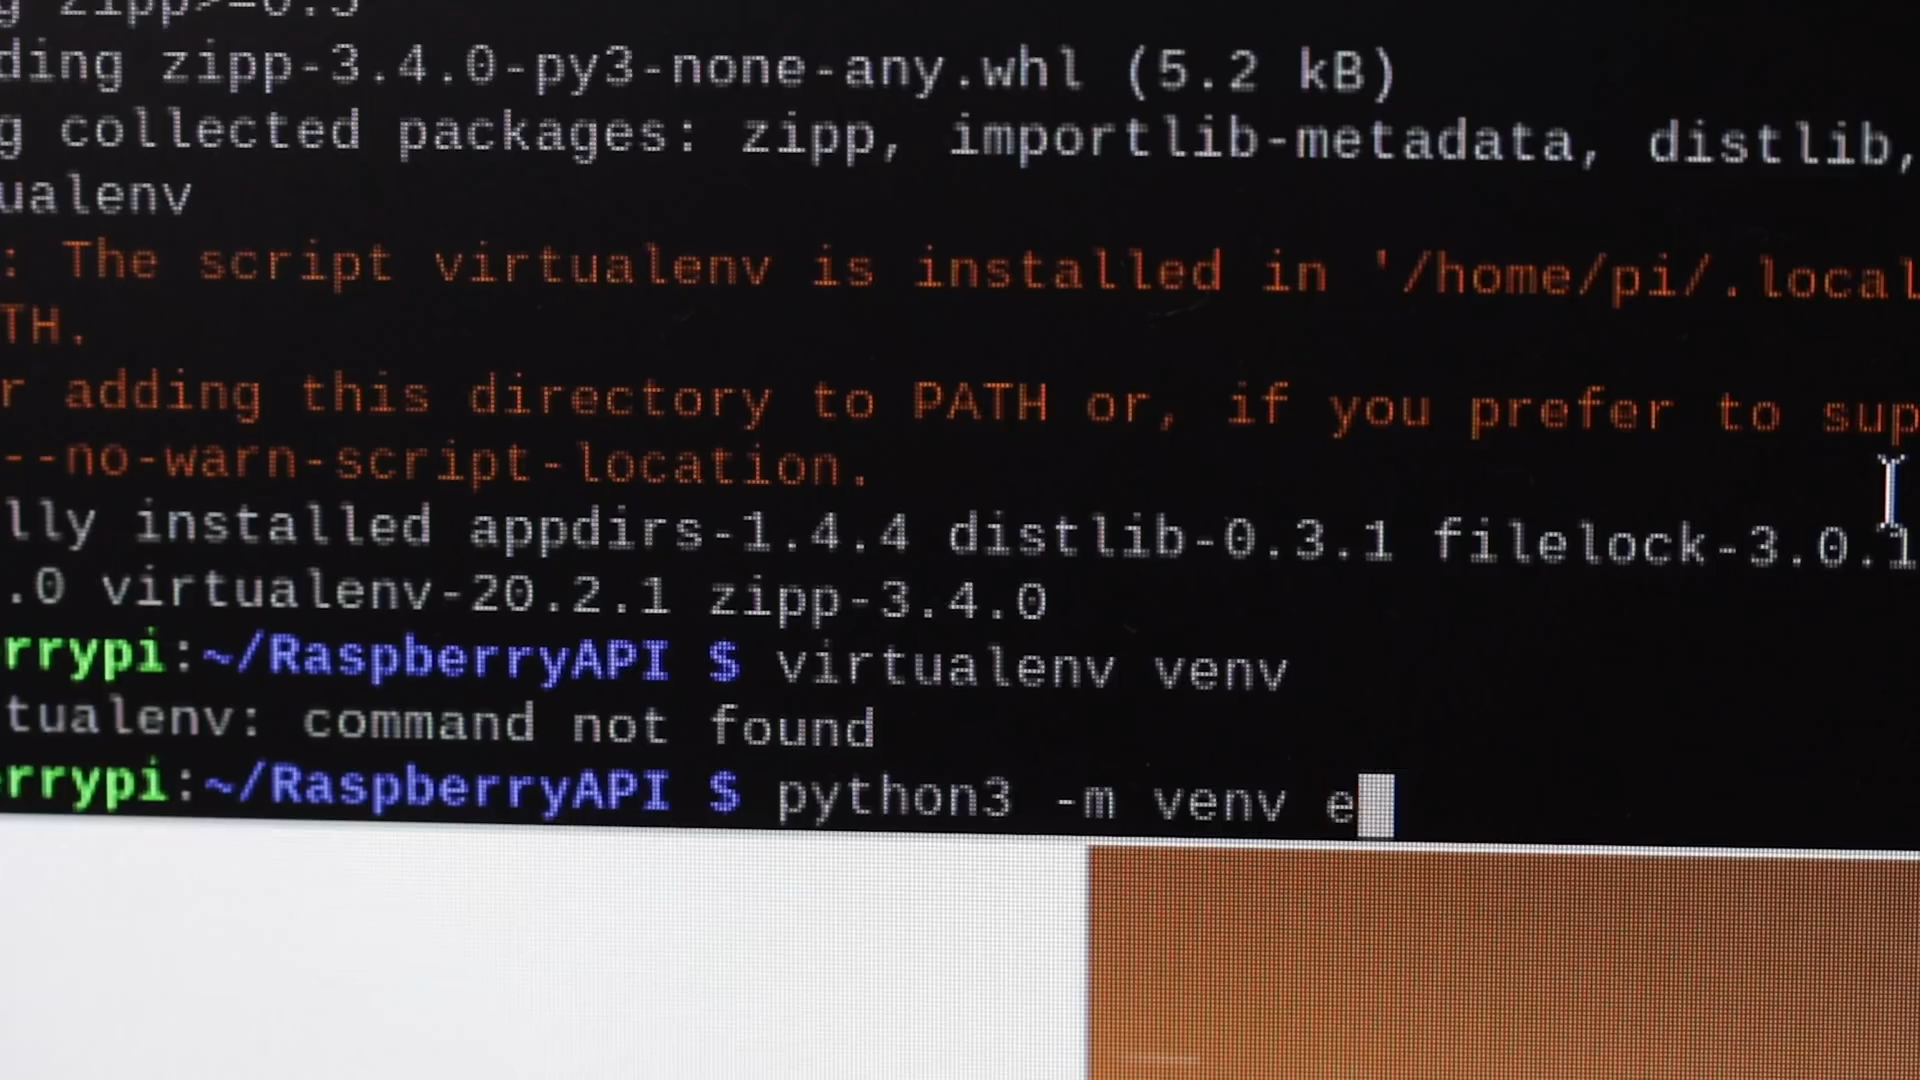 g zipp>=0.5
ding zipp-3.4.0-py3-none-any.whl (5.2 kB)
g collected packages: zipp, importlib-metadata, distlib,
ualenv
: The script virtualenv is installed in '/home/pi/.local
TH.
r adding this directory to PATH or, if you prefer to sup
--no-warn-script-location.
lly installed appdirs-1.4.4 distlib-0.3.1 filelock-3.0.1
.0 virtualenv-20.2.1 zipp-3.4.0
rrypi:~/RaspberryAPI $ virtualenv venv
tualenv: command not found
errypi:~/RaspberryAPI $ python3 -m venv e